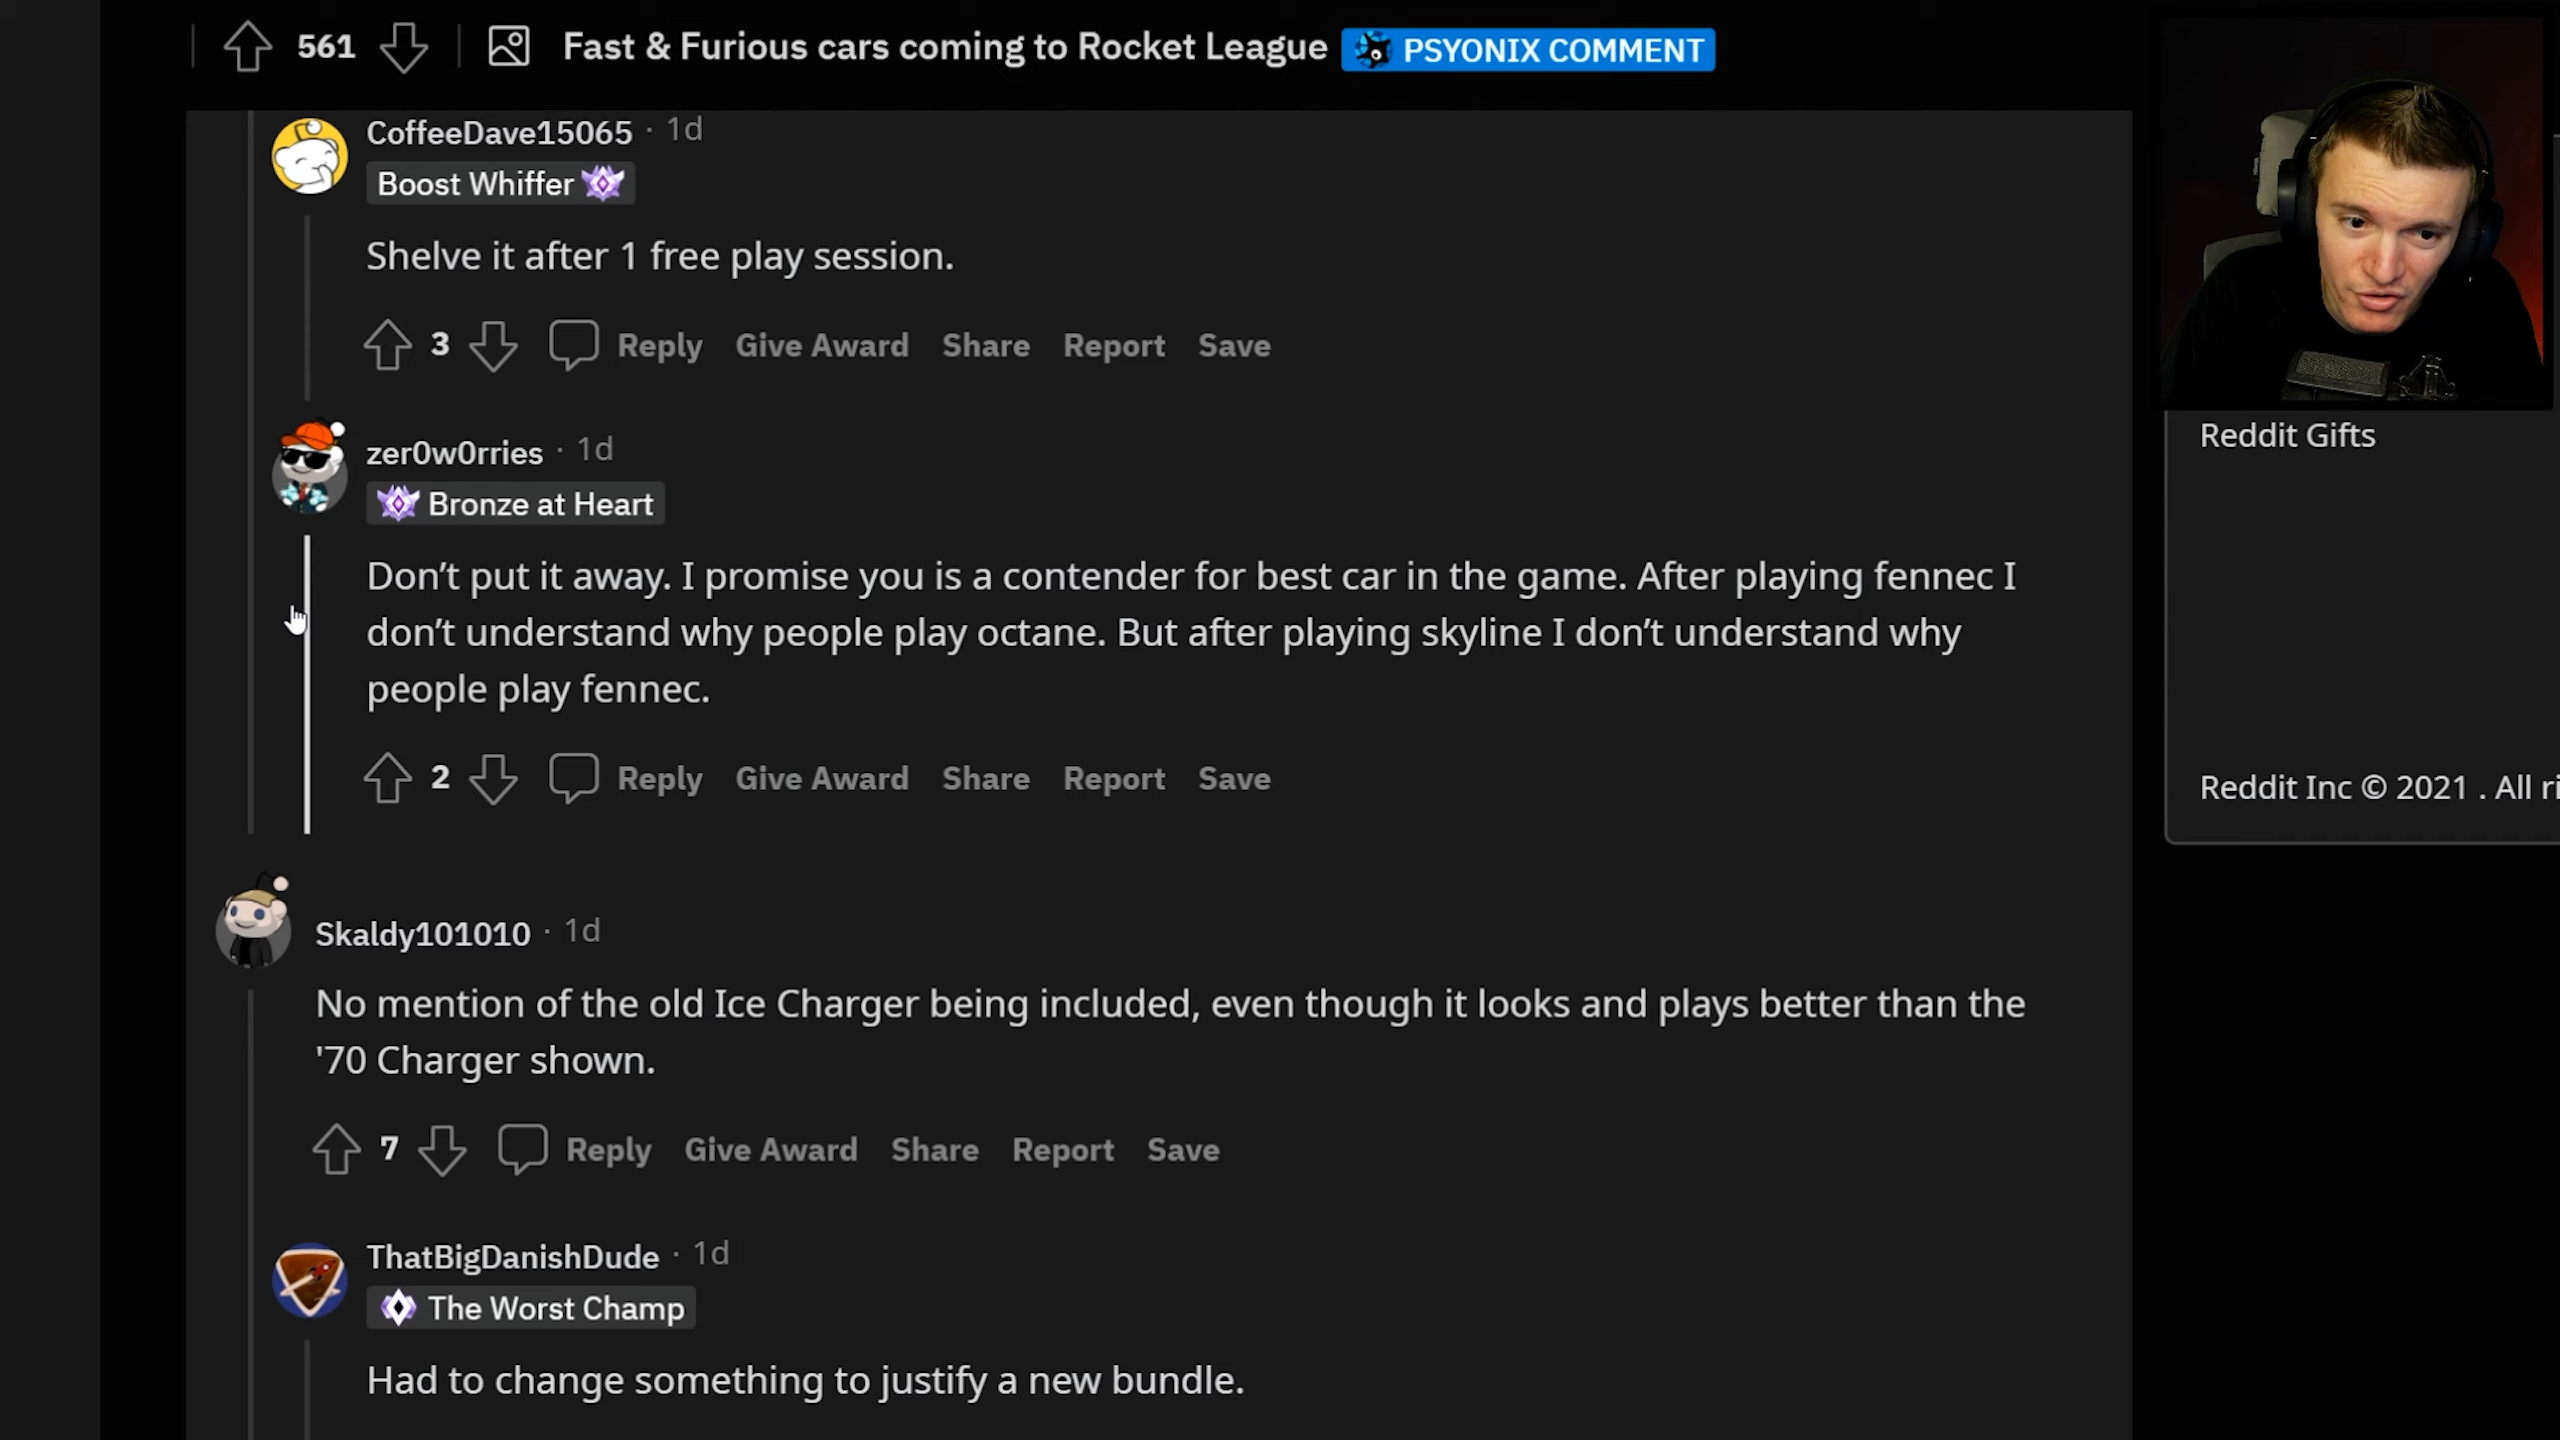 561 Fast & Furious cars coming to Rocket League PSYONIX COMMENT
CoffeeDave15065 · 1d
Boost Whiffer
Shelve it after 1 free play session.
3 Reply Give Award Share Report Save
zer0w0rries · 1d
Bronze at Heart
Don’t put it away. I promise you is a contender for best car in the game. After playing fennec I
don’t understand why people play octane. But after playing skyline I don’t understand why
people play fennec.
2 Reply Give Award Share Report Save
Skaldy101010 · 1d
No mention of the old Ice Charger being included, even though it looks and plays better than the
'70 Charger shown.
7 Reply Give Award Share Report Save
ThatBigDanishDude · 1d
The Worst Champ
Had to change something to justify a new bundle.
Reddit Gifts
Reddit Inc © 2021 . All ri